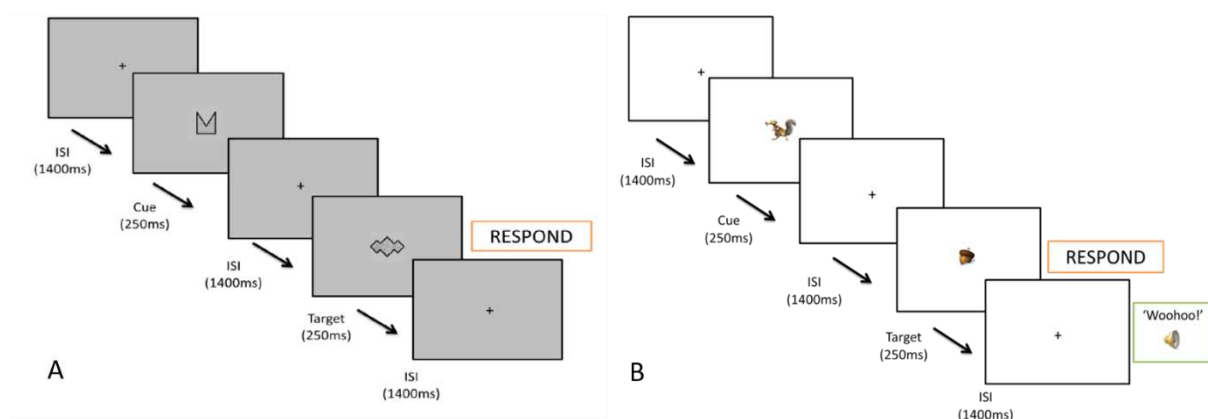 ISI
(1400ms)
Cue
(250ms)
ISI
(1400ms)
Target
(250ms)
RESPOND
ISI
(1400ms)
A
ISI
(1400ms)
Cue
(250ms)
ISI
(1400ms)
Target
(250ms)
RESPOND
'Woohoo!'
ISI
(1400ms)
B